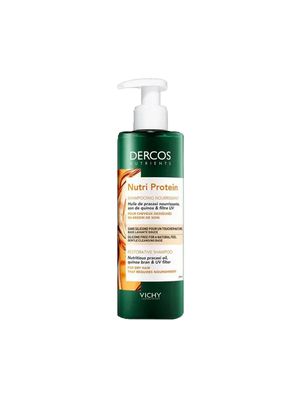 DERCOS
NUTRIENTS
Nutri Protein
SHAMPOOING NOURRISSANT
Huile de pracaxi nourrissante,
son de quinoa & filtre UV
POUR CHEVEUX DESSÉCHÉS
EN BESOIN DE SOIN
SANS SILICONE POUR UN TOUCHER NATUREL
BASE LAVANTE DOUCE
SILICONE FREE FOR A NATURAL FEEL
GENTLE CLEANSING BASE
RESTORATIVE SHAMPOO
Nutritious pracaxi oil,
quinoa bran & UV filter
FOR DRY HAIR
THAT REQUIRES NOURISHMENT
VICHY